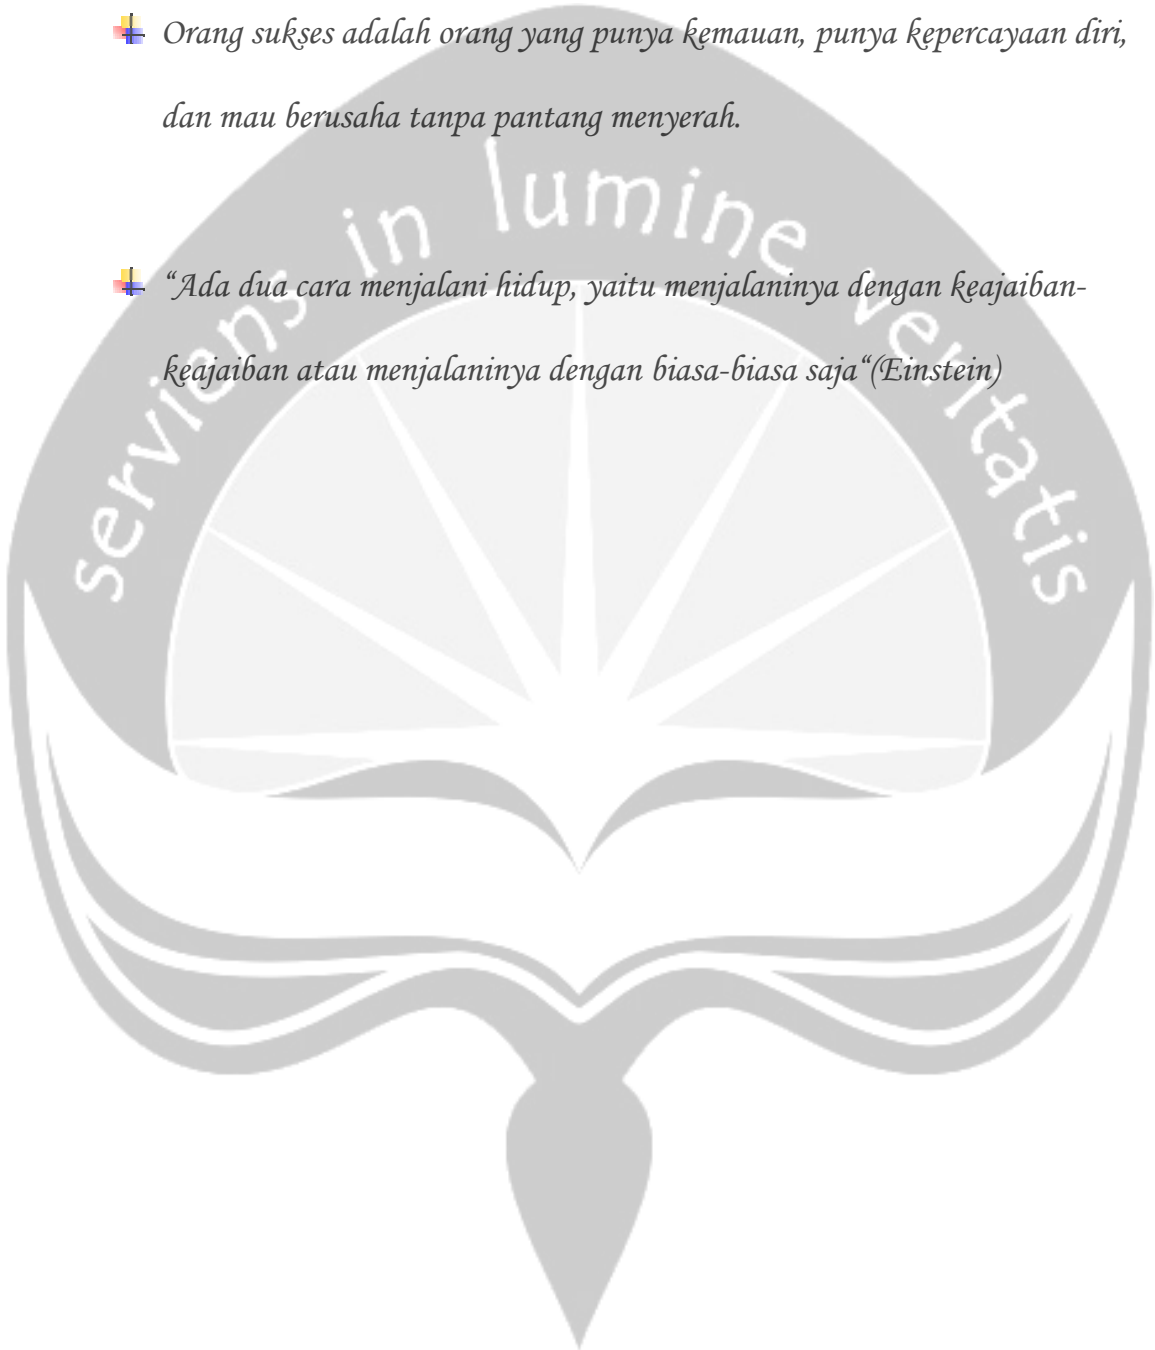 Orang sukses adalah orang yang punya kemauan, punya kepercayaan diri,
dan mau berusaha tanpa pantang menyerah.
serviens in lumine veritatis
“Ada dua cara menjalani hidup, yaitu menjalaninya dengan keajaiban-
keajaiban atau menjalaninya dengan biasa-biasa saja“(Einstein)